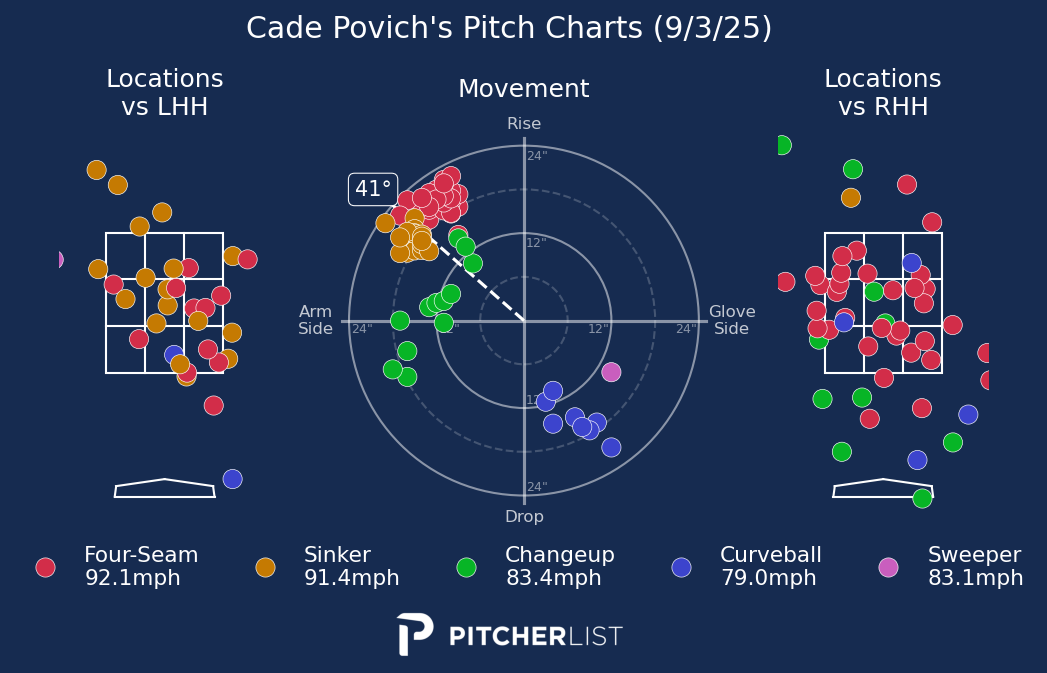 Cade Povich's Pitch Charts (9/3/25)
Locations
vs LHH
Movement
Locations
vs RHH
Rise
24"
41°
12"
Arm
Side
24"
12"
24"
Glove
Side
24"
Drop
Four-Seam
92.1mph
Sinker
91.4mph
Changeup
83.4mph
Curveball
79.0mph
Sweeper
83.1mph
PITCHERLIST